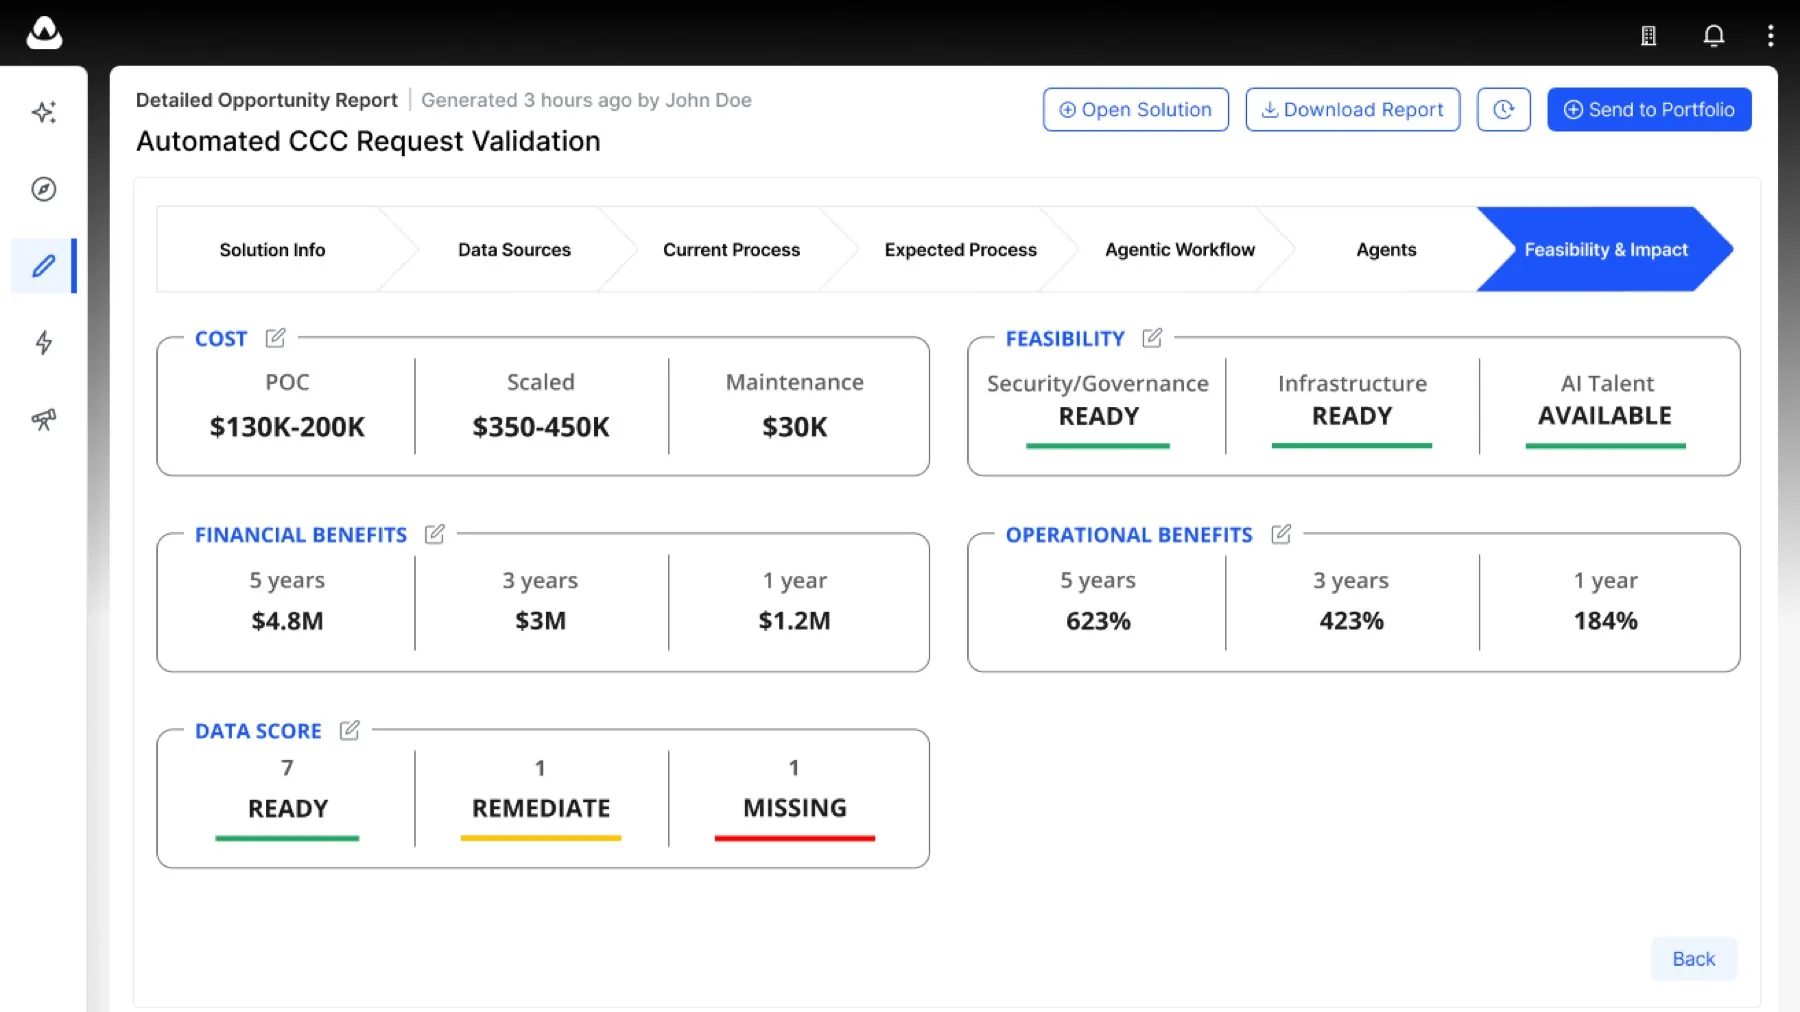 Detailed Opportunity Report | Generated 3 hours ago by John Doe
Automated CCC Request Validation
Open Solution
Download Report
Send to Portfolio
Solution Info
Data Sources
Current Process
Expected Process
Agentic Workflow
Agents
Feasibility & Impact
COST
POC
$130K-200K
Scaled
$350-450K
Maintenance
$30K
FEASIBILITY
Security/Governance
READY
Infrastructure
READY
AI Talent
AVAILABLE
FINANCIAL BENEFITS
5 years
$4.8M
3 years
$3M
1 year
$1.2M
OPERATIONAL BENEFITS
5 years
623%
3 years
423%
1 year
184%
DATA SCORE
7
READY
1
REMEDIATE
1
MISSING
Back